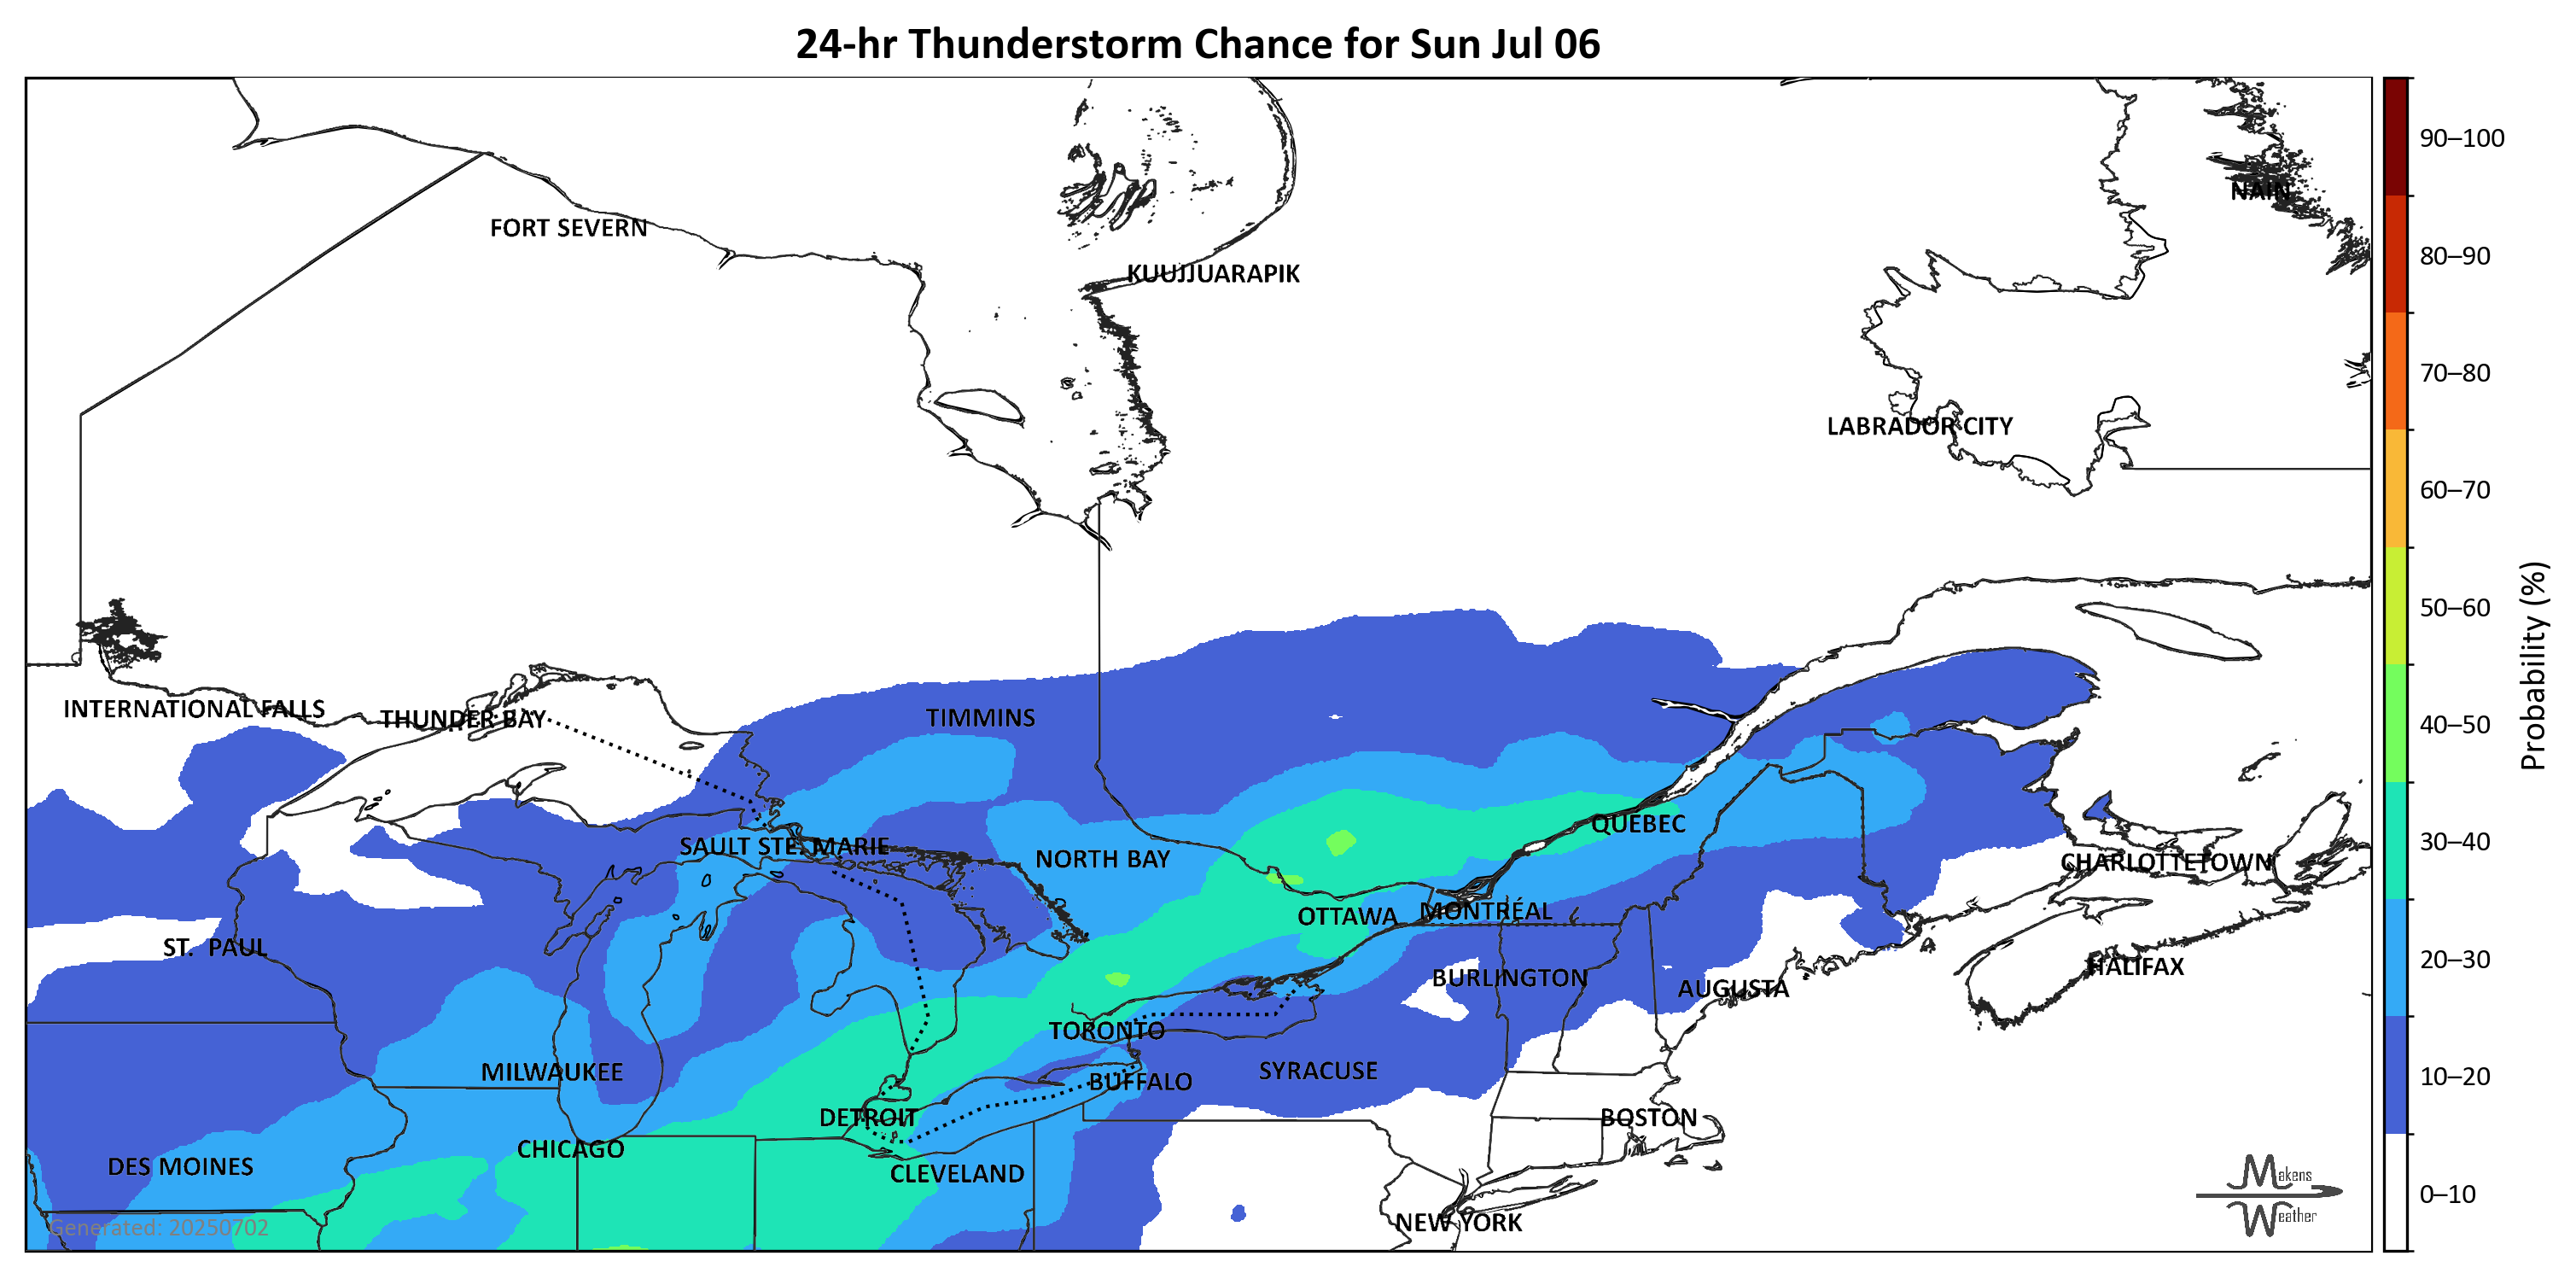 24-hr Thunderstorm Chance for Sun Jul 06
90–100
NAIN
FORT SEVERN
80–90
KUUJJUARAPIK
70–80
LABRADOR CITY
60–70
50–60
Probability (%)
INTERNATIONAL FALLS
THUNDER BAY
TIMMINS
40–50
QUEBEC
30–40
SAULT STE. MARIE
NORTH BAY
CHARLOTTETOWN
OTTAWA
MONTRÉAL
ST. PAUL
20–30
HALIFAX
BURLINGTON
AUGUSTA
TORONTO
MILWAUKEE
SYRACUSE
10–20
BUFFALO
DETROIT
BOSTON
CHICAGO
DES MOINES
CLEVELAND
Makens
Weather
0–10
NEW YORK
Generated: 20250702